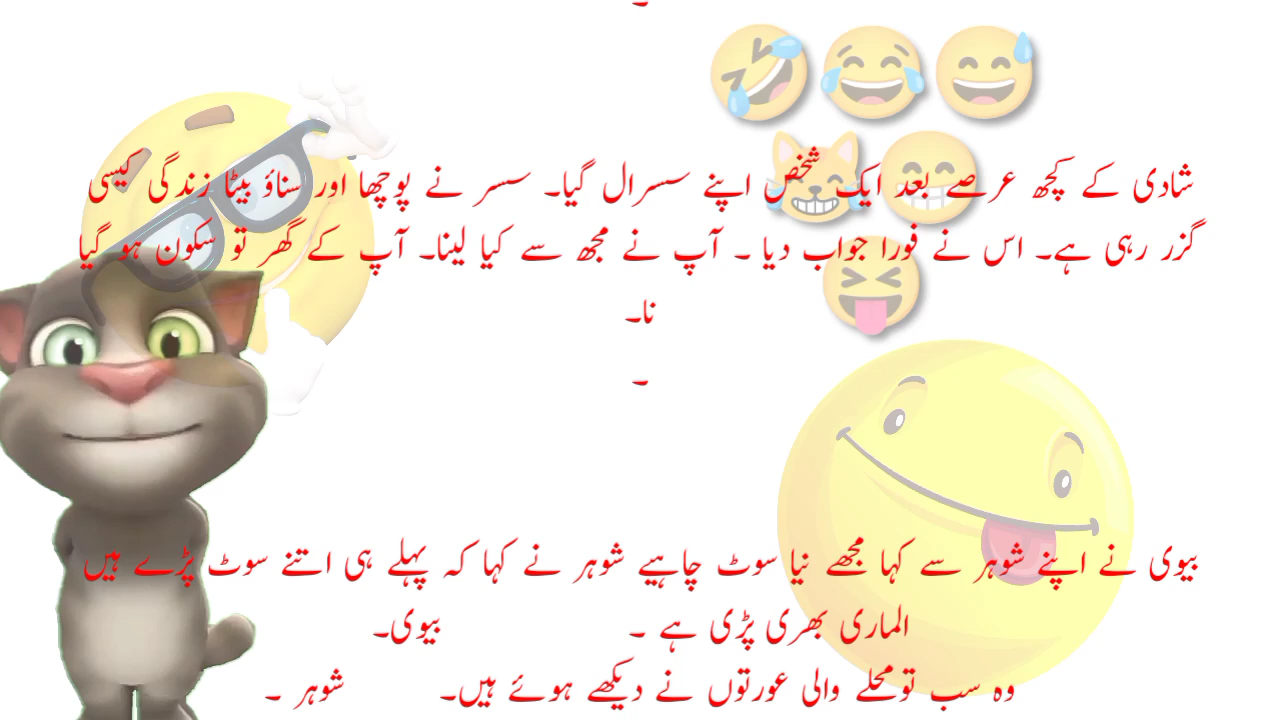 ۔
شادی کے کچھ عرصے بعد ایک شخص اپنے سسرال گیا۔ سسر نے پوچھا اور سناؤ بیٹا زندگی کیسی
گزر رہی ہے۔ اس نے فورا جواب دیا ۔ آپ نے مجھ سے کیا لینا۔ آپ کے گھر تو سکون ہو گیا
نا۔
۔
بیوی نے اپنے شوہر سے کہا مجھے نیا سوٹ چاہیے شوہر نے کہا کہ پہلے ہی اتنے سوٹ پڑے ہیں
الماری بھری پڑی ہے ۔ بیوی۔
وہ سب تومحلے والی عورتوں نے دیکھے ہوئے ہیں۔ شوہر ۔